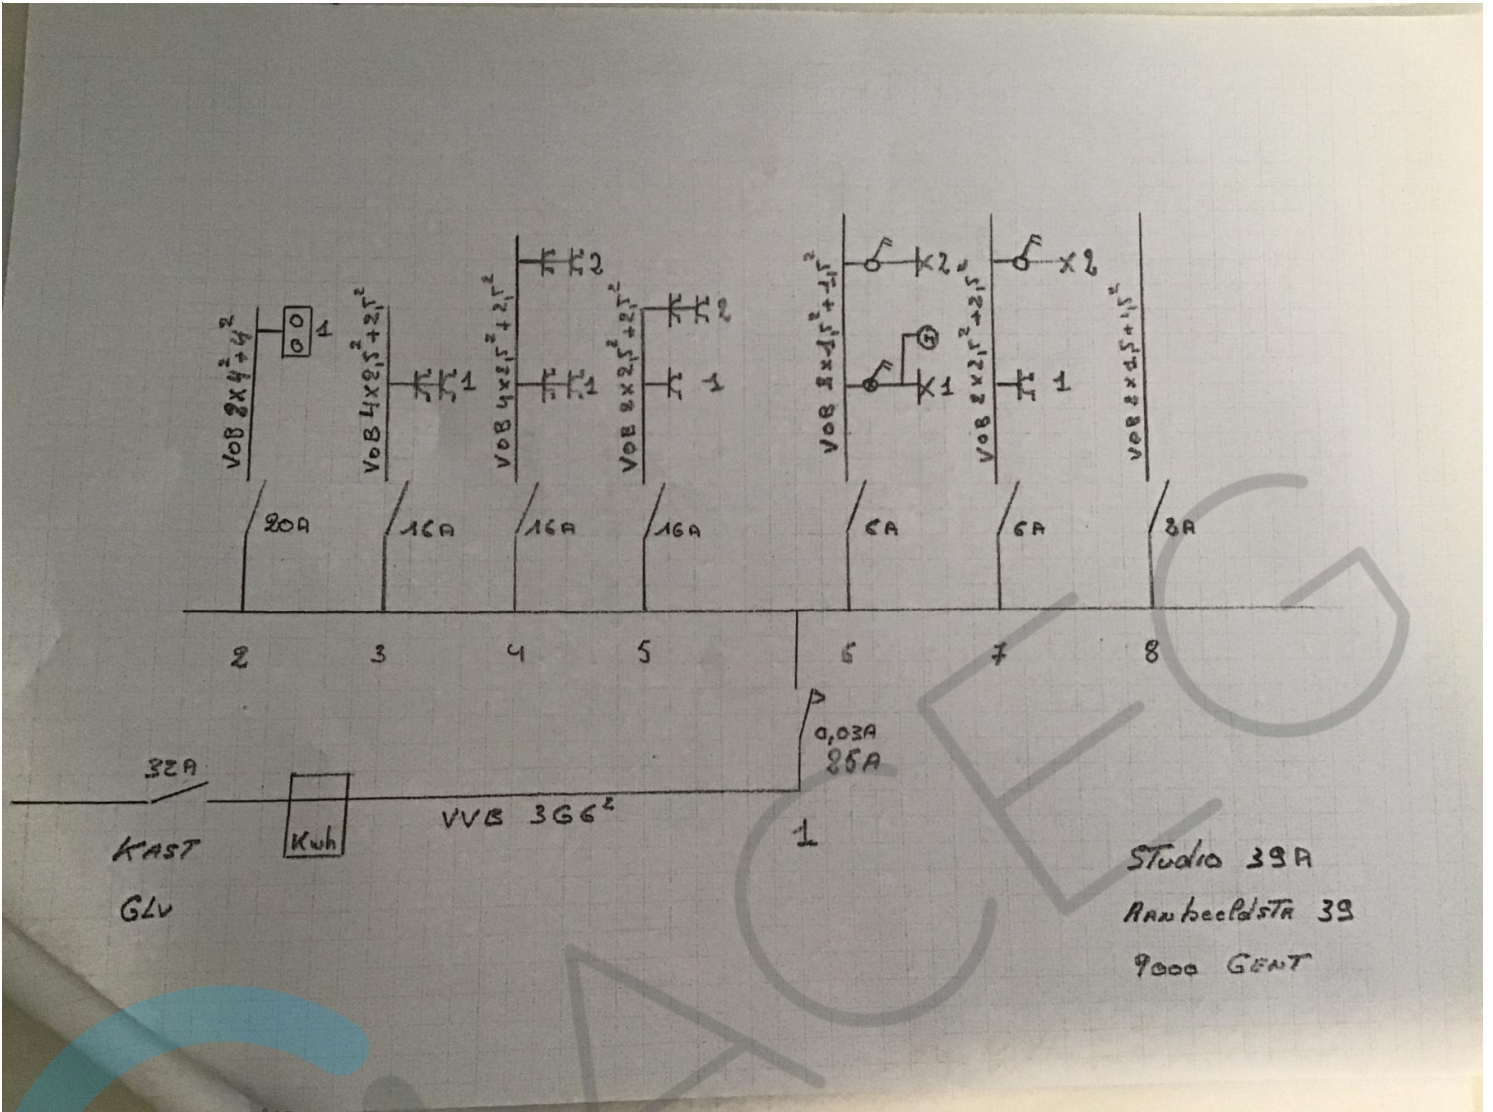 VOB 2x4²+4²
1
VOB 4x2,5²+2,5²
1
VOB 4x2,5²+2,5²
2
1
VOB 2x2,5²+2,5²
2
1
VOB 2x1,5²+1,5²
2
G
1
VOB 2x2,5²+2,5²
2
1
VOB 2x1,5+1,5²
20A
16A
16A
16A
6A
6A
2A
2
3
4
5
6
7
8
0,03A
25A
1
32A
KAST
GLV
Kwh
VVB 3G6²
STudio 39A
AANbeeldSTR 39
9000 GENT
ACEG